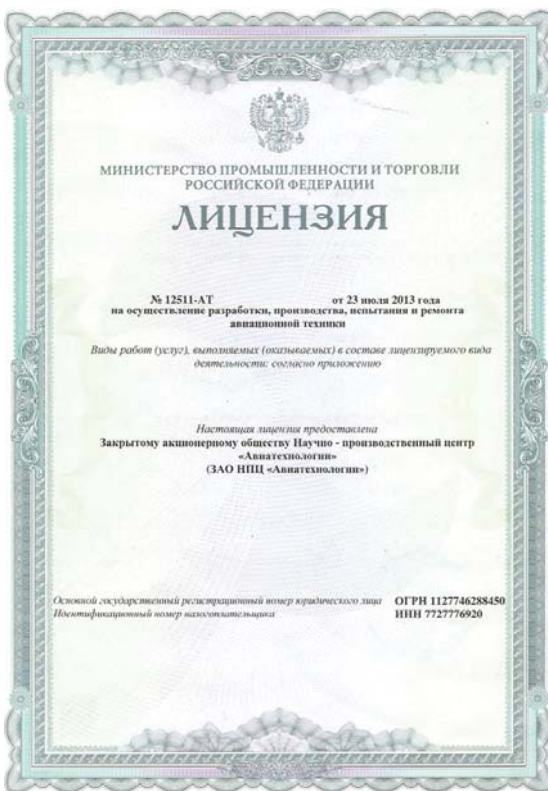 МИНИСТЕРСТВО ПРОМЫШЛЕННОСТИ И ТОРГОВЛИ
РОССИЙСКОЙ ФЕДЕРАЦИИ
ЛИЦЕНЗИЯ
№ 12511-АТ от 23 июля 2013 года
на осуществление разработки, производства, испытания и ремонта
авиационной техники
Виды работ (услуг), выполняемых (оказываемых) в составе лицензируемого вида
деятельности: согласно приложению
Настоящая лицензия предоставлена
Закрытому акционерному обществу Научно - производственный центр
«Авиатехнологии»
(ЗАО НПЦ «Авиатехнологии»)
Основной государственный регистрационный номер юридического лица ОГРН 1127746288450
Идентификационный номер налогоплательщика ИНН 7727776920